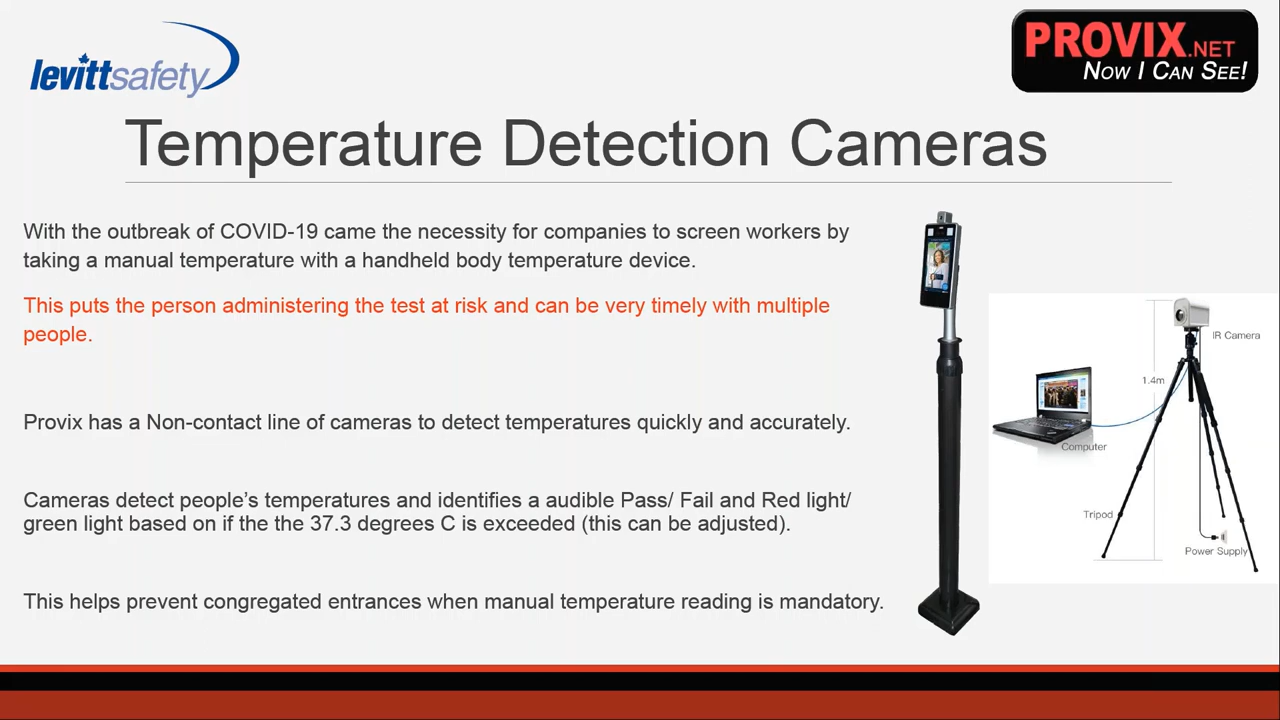 levittsafety
PROVIX.NET
NOW I CAN SEE!
Temperature Detection Cameras
With the outbreak of COVID-19 came the necessity for companies to screen workers by
taking a manual temperature with a handheld body temperature device.
This puts the person administering the test at risk and can be very timely with multiple
people.
Provix has a Non-contact line of cameras to detect temperatures quickly and accurately.
Cameras detect people’s temperatures and identifies a audible Pass/ Fail and Red light/
green light based on if the the 37.3 degrees C is exceeded (this can be adjusted).
This helps prevent congregated entrances when manual temperature reading is mandatory.
IR Camera
1.4m
Computer
Tripod
Power Supply